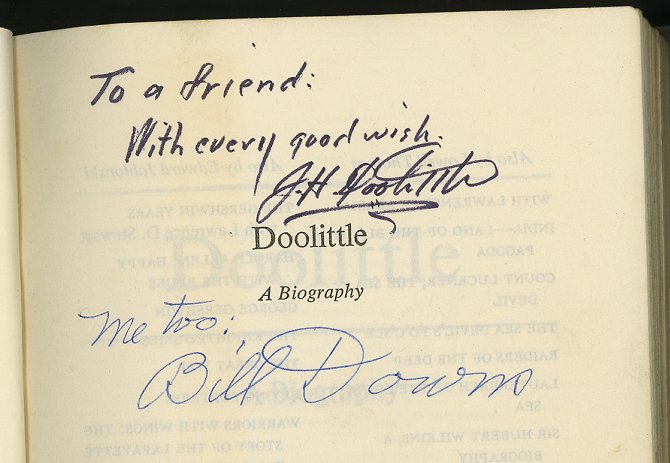 To a friend:
With every good wish.
J.H. Doolittle
Doolittle
A Biography
Me too:
Bill Downs